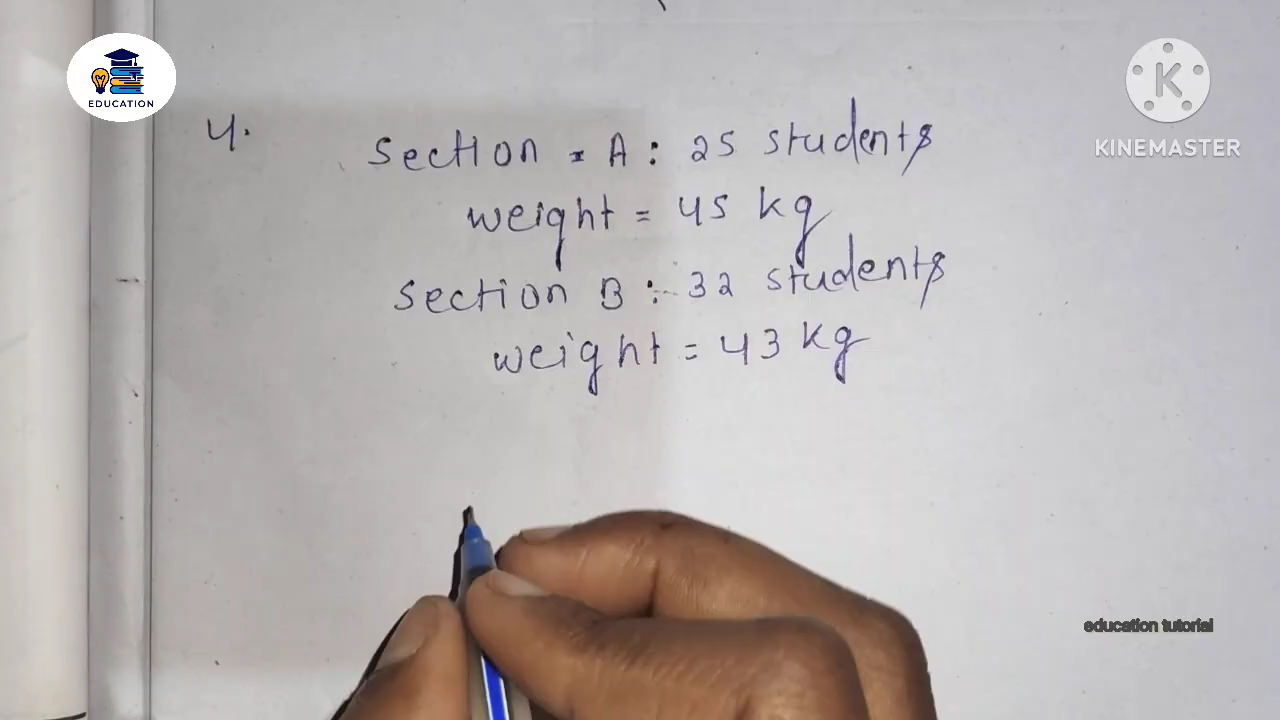 EDUCATION
KINEMASTER
4.
Section - A : 25 students
weight = 45 kg
Section B :- 32 students
weight = 43 kg
education tutorial